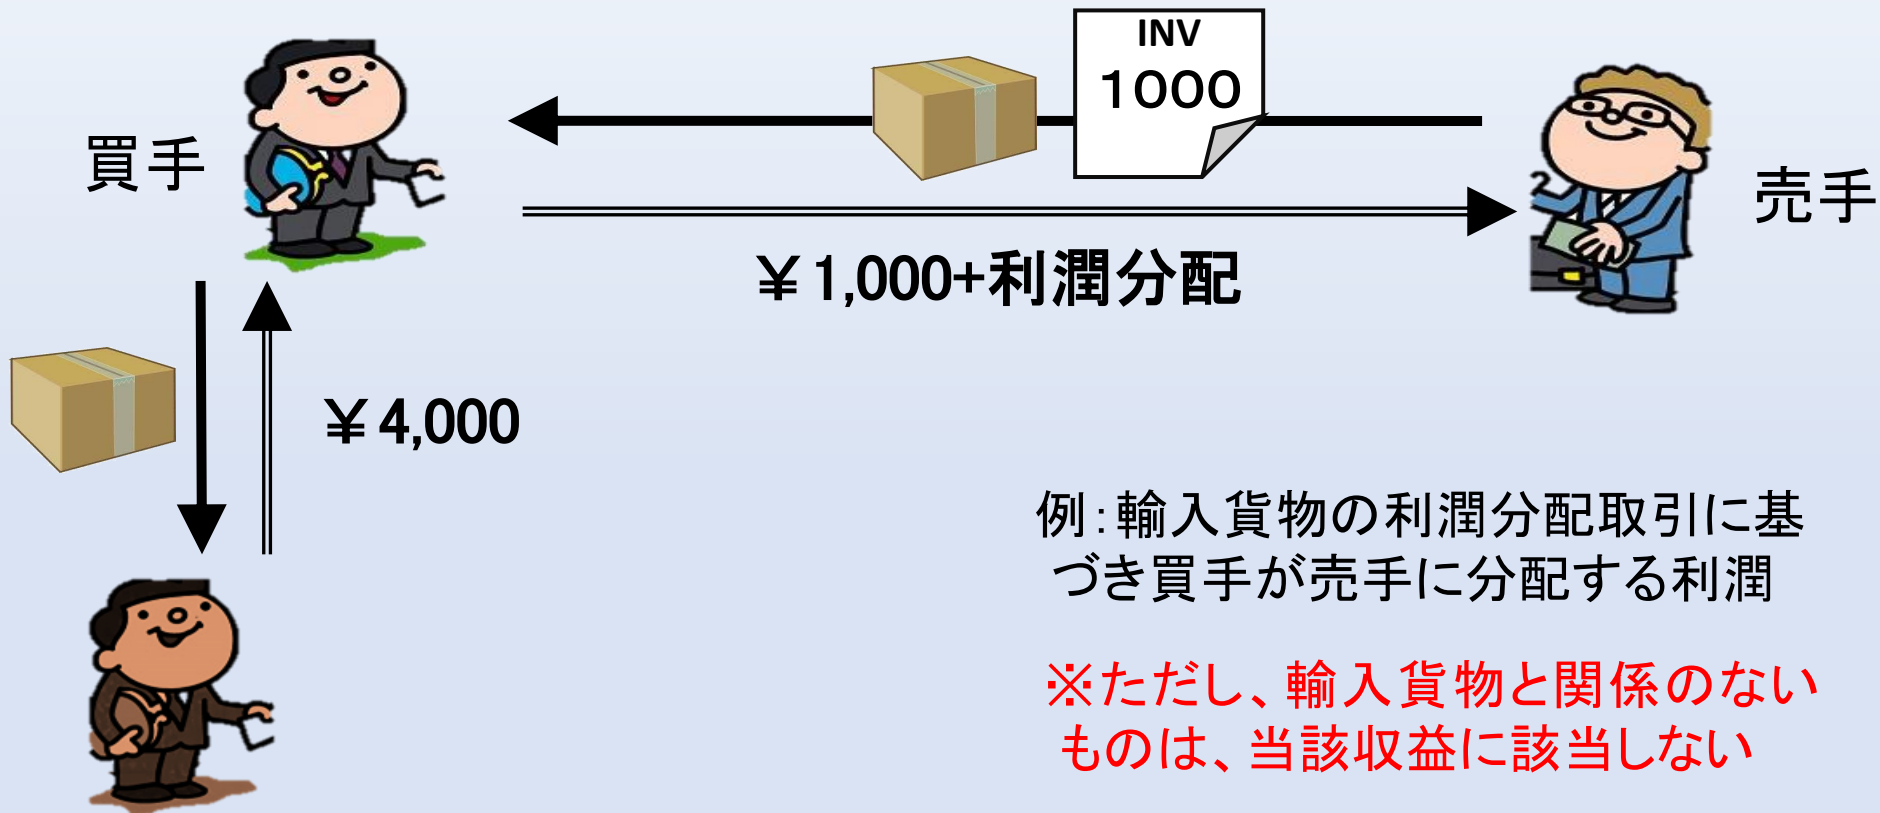 INV
1000
買手
売手
￥1,000+利潤分配
￥4,000
例：輸入貨物の利潤分配取引に基
づき買手が売手に分配する利潤
※ただし、輸入貨物と関係のない
ものは、当該収益に該当しない